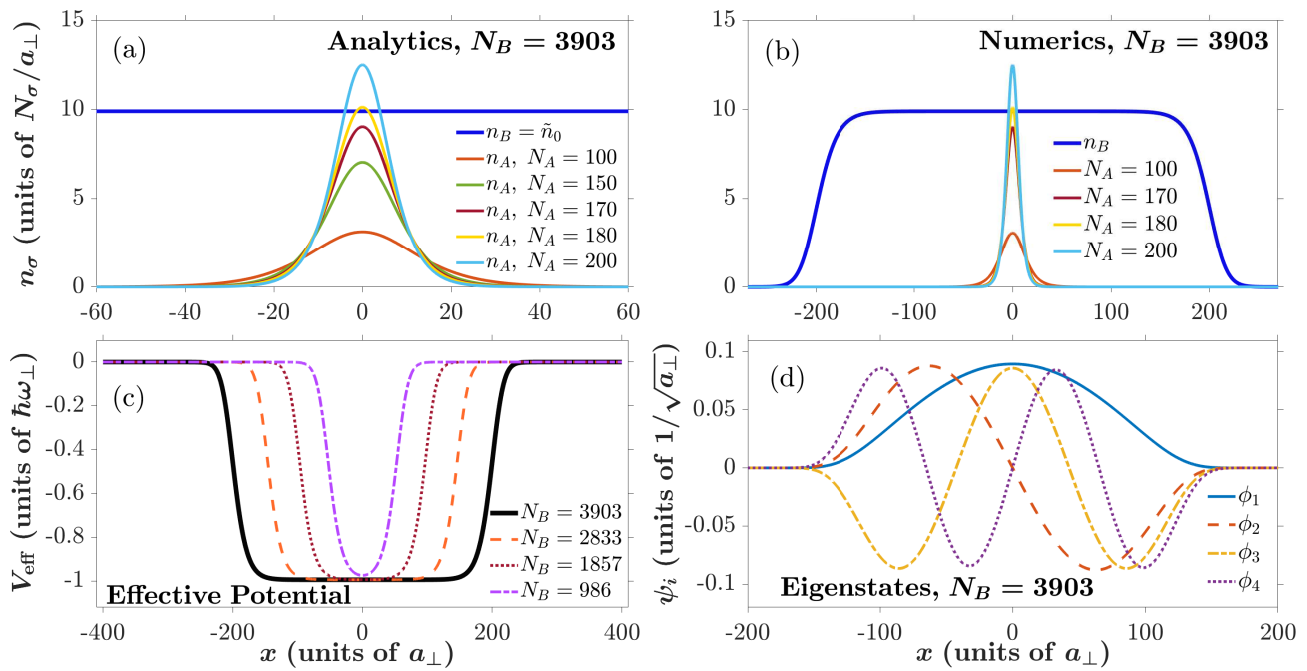 (a)
Analytics, N_B = 3903
n_σ (units of N_σ/a_⊥)
15
10
5
0
n_B = ñ_0
n_A, N_A = 100
n_A, N_A = 150
n_A, N_A = 170
n_A, N_A = 180
n_A, N_A = 200
-60 -40 -20 0 20 40 60
(b)
Numerics, N_B = 3903
15
10
5
0
n_B
N_A = 100
N_A = 170
N_A = 180
N_A = 200
-200 -100 0 100 200
(c)
V_eff (units of ℏω_⊥)
0
-0.2
-0.4
-0.6
-0.8
-1
N_B = 3903
N_B = 2833
N_B = 1857
N_B = 986
Effective Potential
-400 -200 0 200 400
x (units of a_⊥)
(d)
ψ_i (units of 1/√a_⊥)
0.1
0.05
0
-0.05
-0.1
ϕ_1
ϕ_2
ϕ_3
ϕ_4
Eigenstates, N_B = 3903
-200 -100 0 100 200
x (units of a_⊥)